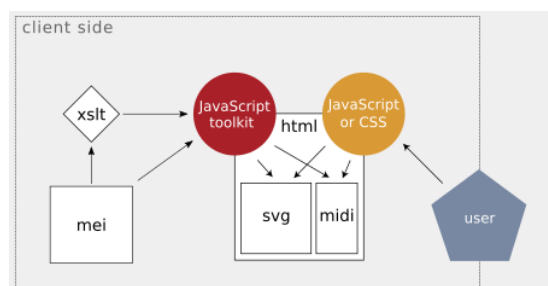 client side
xslt
JavaScript
toolkit
html
JavaScript
or CSS
mei
svg
midi
user